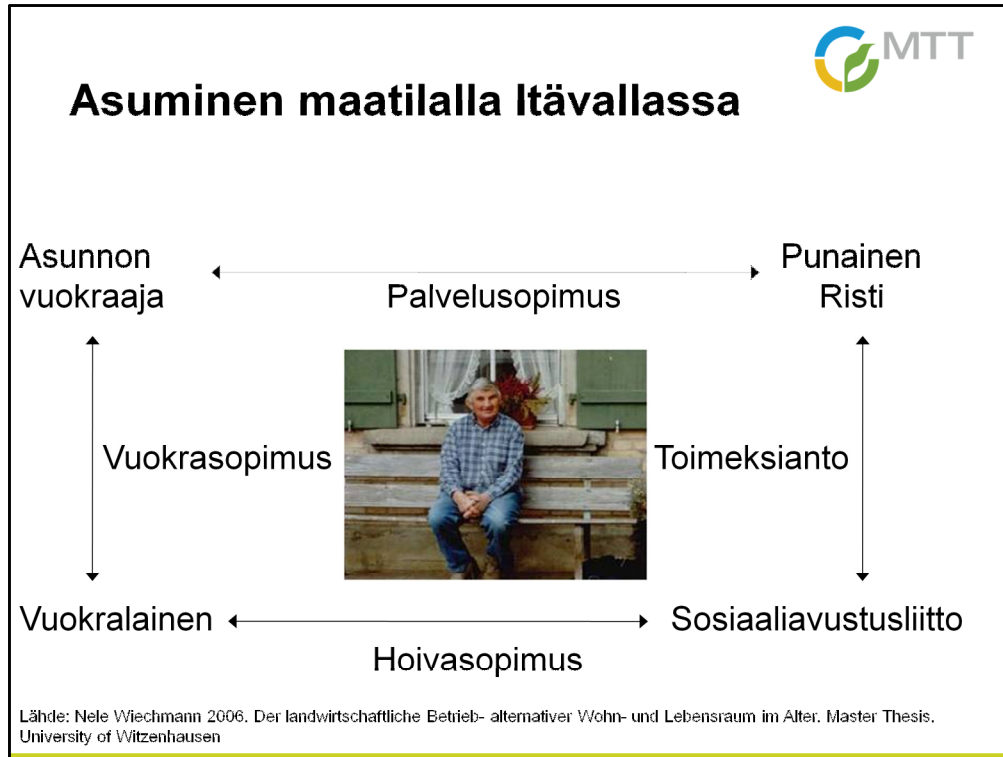 MTT
Asuminen maatilalla Itävallassa
Asunnon
vuokraaja
Palvelusopimus
Punainen
Risti
Vuokrasopimus
Toimeksianto
Vuokralainen
Hoivasopimus
Sosiaaliavustusliitto
Lähde: Nele Wiechmann 2006. Der landwirtschaftliche Betrieb- alternativer Wohn- und Lebensraum im Alter. Master Thesis.
University of Witzenhausen